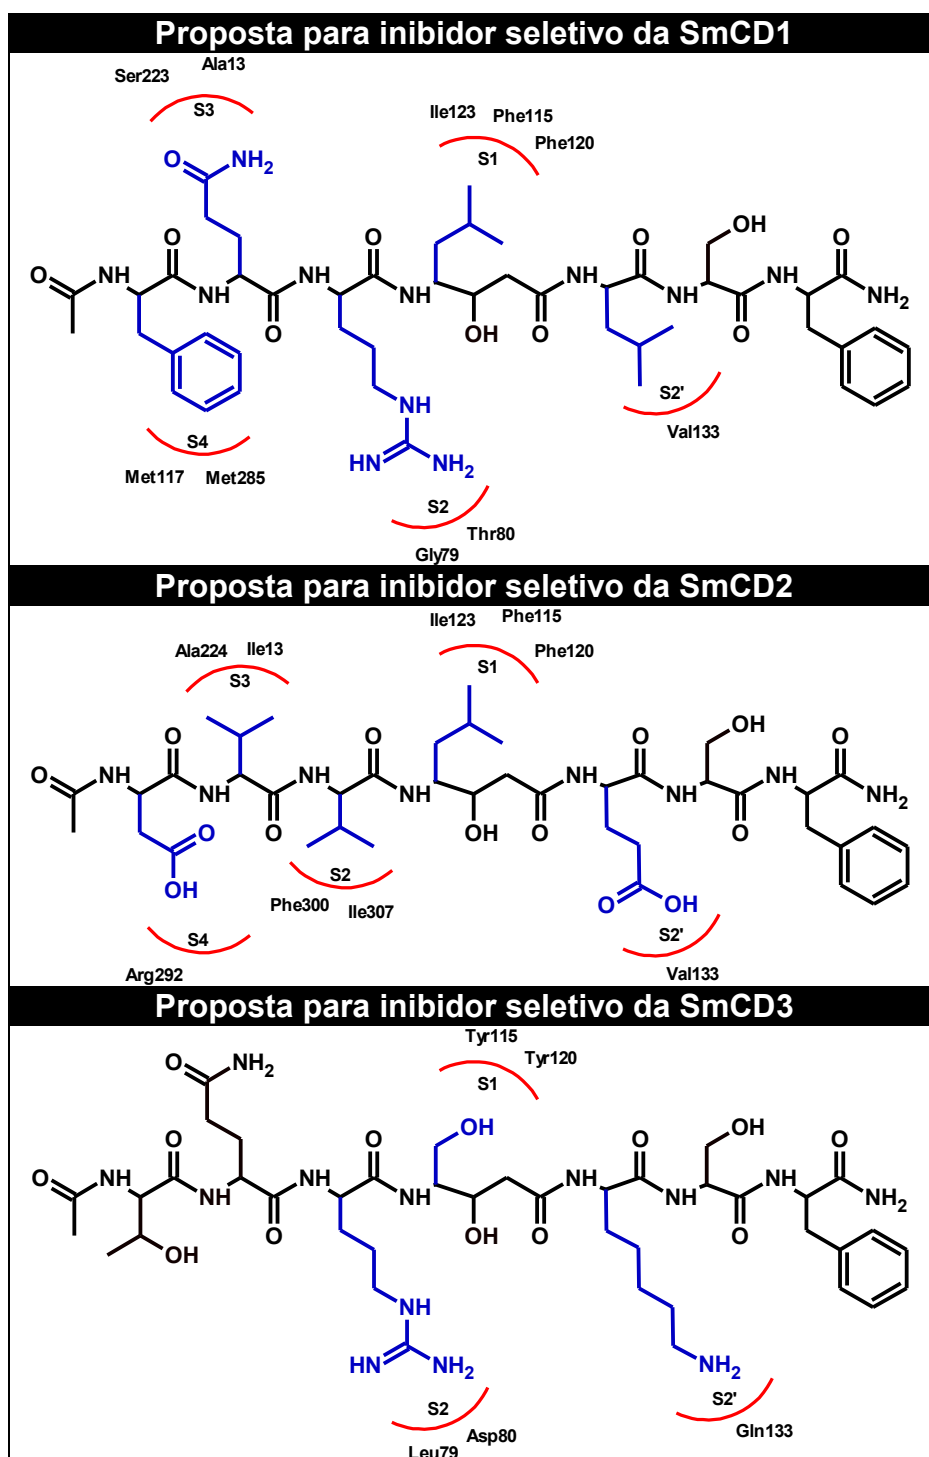 Proposta para inibidor seletivo da SmCD1
Ser223 Ala13
S3
Ile123 Phe115
Phe120
S1
O NH2
OH
O O O O O
O NH NH NH NH NH2
NH NH NH
O OH O O
NH
S2'
Val133
S4
Met117 Met285
HN NH2
S2
Thr80
Gly79
Proposta para inibidor seletivo da SmCD2
Ile123 Phe115
Ala224 Ile13
Phe120
S3
S1
OH
O O O O
O NH NH NH NH NH2
NH NH NH
O OH O O
O
OH
S2
Phe300 Ile307
O OH
S2'
S4
Arg292 Val133
Proposta para inibidor seletivo da SmCD3
Tyr115
Tyr120
S1
O NH2
OH OH
O O O O
O NH NH NH NH NH2
NH NH NH
OH O OH O O
NH
HN NH2 NH2
S2'
Gln133
S2
Asp80
Leu79